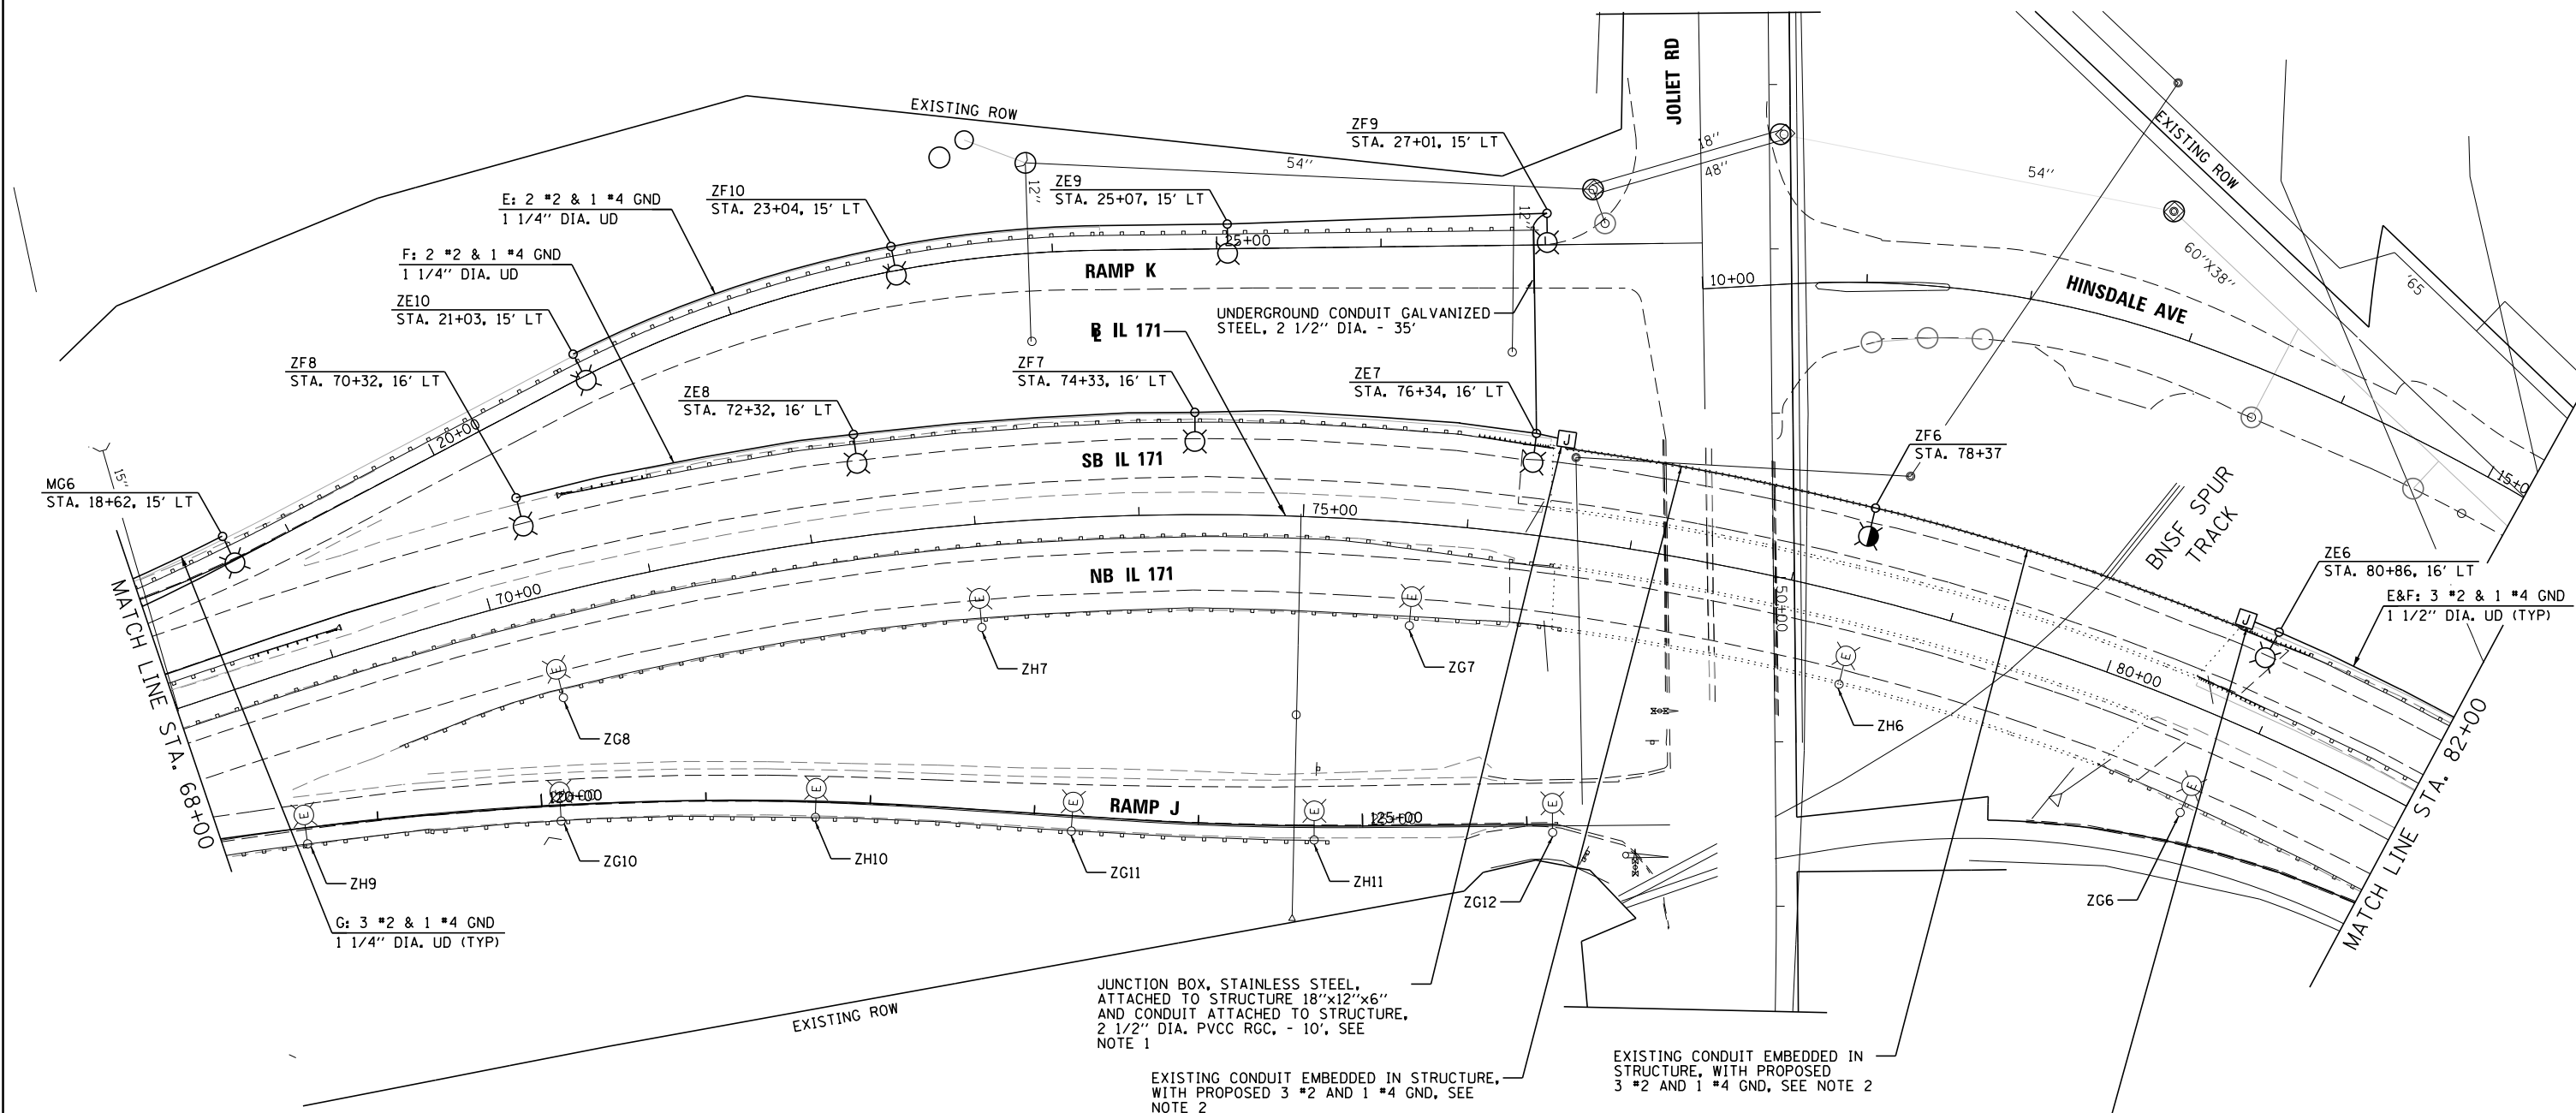 JOLIET RD
EXISTING ROW
18"
48"
54"
54"
EXISTING ROW
ZF9
STA. 27+01, 15' LT
12"
ZE9
STA. 25+07, 15' LT
12"
ZF10
STA. 23+04, 15' LT
E: 2 #2 & 1 #4 GND
1 1/4" DIA. UD
25+00
RAMP K
60"X38"
'65
10+00
HINSDALE AVE
F: 2 #2 & 1 #4 GND
1 1/4" DIA. UD
ZE10
STA. 21+03, 15' LT
UNDERGROUND CONDUIT GALVANIZED
STEEL, 2 1/2" DIA. - 35'
IL 171
ZF8
STA. 70+32, 16' LT
ZF7
STA. 74+33, 16' LT
ZE7
STA. 76+34, 16' LT
ZE8
STA. 72+32, 16' LT
20+00
J
ZF6
STA. 78+37
SB IL 171
15"
MG6
STA. 18+62, 15' LT
15+0
75+00
BNSF SPUR
TRACK
ZE6
STA. 80+86, 16' LT
E&F: 3 #2 & 1 #4 GND
1 1/2" DIA. UD (TYP)
J
NB IL 171
70+00
50+00
E
E
E
E
ZH7
ZG7
80+00
ZH6
ZG8
MATCH LINE STA. 68+00
MATCH LINE STA. 82+00
E
E
E
E
E
E
E
120+00
RAMP J
125+00
ZH9
ZG10
ZH10
ZG11
ZH11
ZG12
ZG6
G: 3 #2 & 1 #4 GND
1 1/4" DIA. UD (TYP)
EXISTING ROW
JUNCTION BOX, STAINLESS STEEL,
ATTACHED TO STRUCTURE 18"x12"x6"
AND CONDUIT ATTACHED TO STRUCTURE,
2 1/2" DIA. PVCC RGC, - 10', SEE
NOTE 1
EXISTING CONDUIT EMBEDDED IN STRUCTURE,
WITH PROPOSED 3 #2 AND 1 #4 GND, SEE
NOTE 2
EXISTING CONDUIT EMBEDDED IN
STRUCTURE, WITH PROPOSED
3 #2 AND 1 #4 GND, SEE NOTE 2